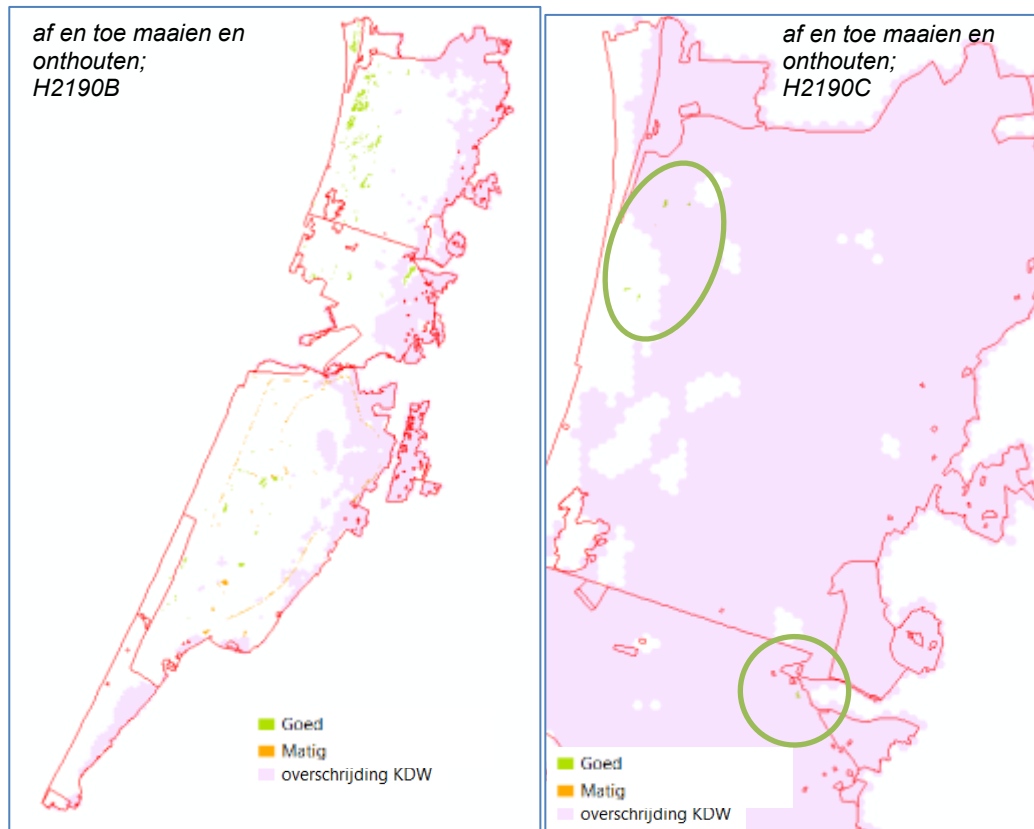 af en toe maaien en
onthouten;
H2190B
Goed
Matig
overschrijding KDW
af en toe maaien en
onthouten;
H2190C
Goed
Matig
overschrijding KDW